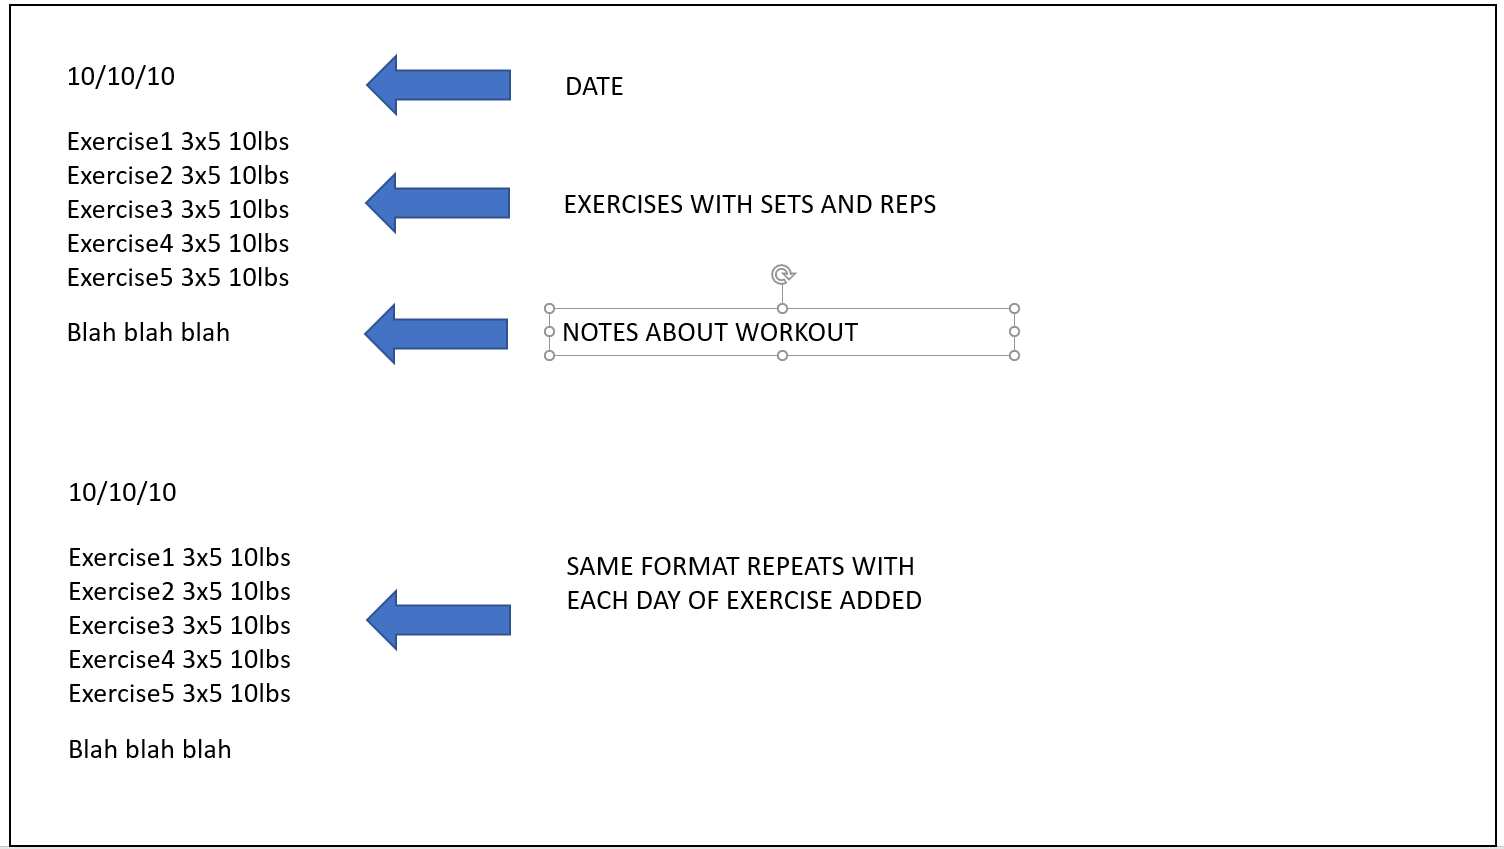 10/10/10
DATE
Exercise1 3x5 10lbs
Exercise2 3x5 10lbs
Exercise3 3x5 10lbs
Exercise4 3x5 10lbs
Exercise5 3x5 10lbs
EXERCISES WITH SETS AND REPS
Blah blah blah
NOTES ABOUT WORKOUT
10/10/10
Exercise1 3x5 10lbs
Exercise2 3x5 10lbs
Exercise3 3x5 10lbs
Exercise4 3x5 10lbs
Exercise5 3x5 10lbs
SAME FORMAT REPEATS WITH
EACH DAY OF EXERCISE ADDED
Blah blah blah